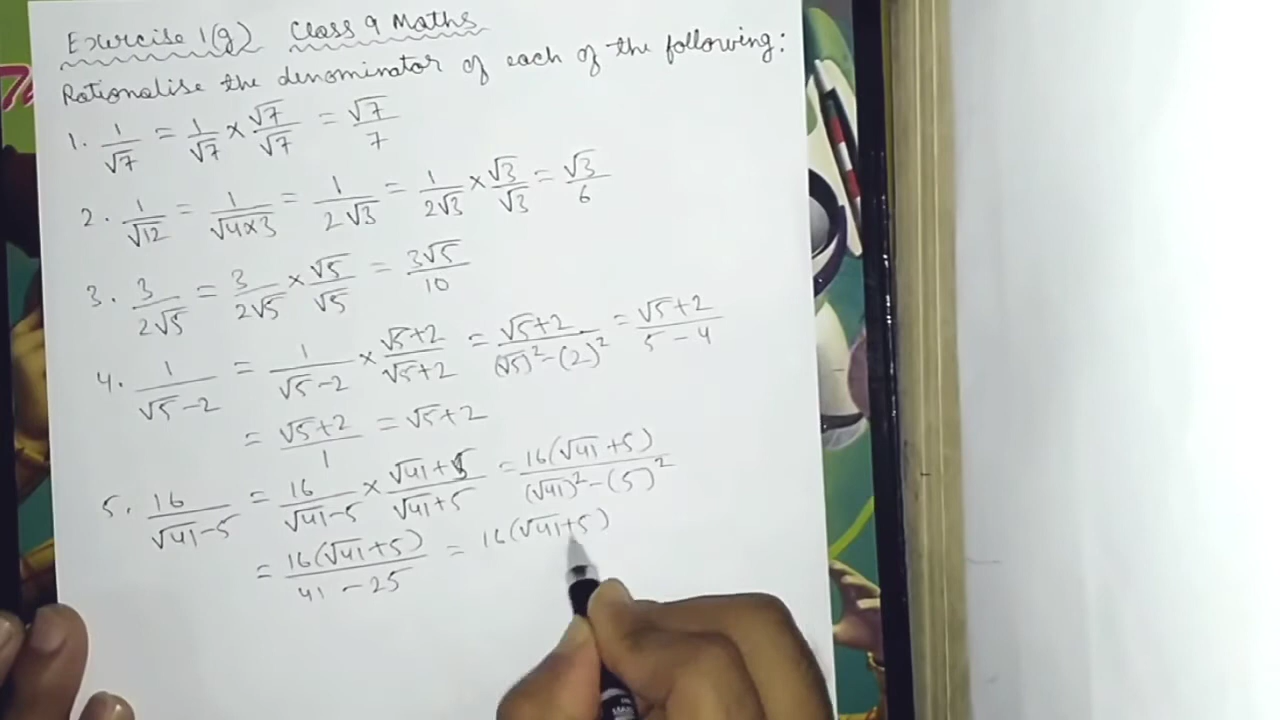 Exercise 1(g) Class 9 Maths
Rationalise the denominator of each of the following:
1. 1/√7 = 1/√7 × √7/√7 = √7/7
2. 1/√12 = 1/√4×3 = 1/2√3 = 1/2√3 × √3/√3 = √3/6
3. 3/2√5 = 3/2√5 × √5/√5 = 3√5/10
4. 1/√5-2 = 1/√5-2 × √5+2/√5+2 = √5+2/(√5)²-(2)² = √5+2/5-4
= √5+2/1 = √5+2
5. 16/√41-5 = 16/√41-5 × √41+5/√41+5 = 16(√41+5)/(√41)²-(5)²
= 16(√41+5)/41-25 = 16(√41+5)